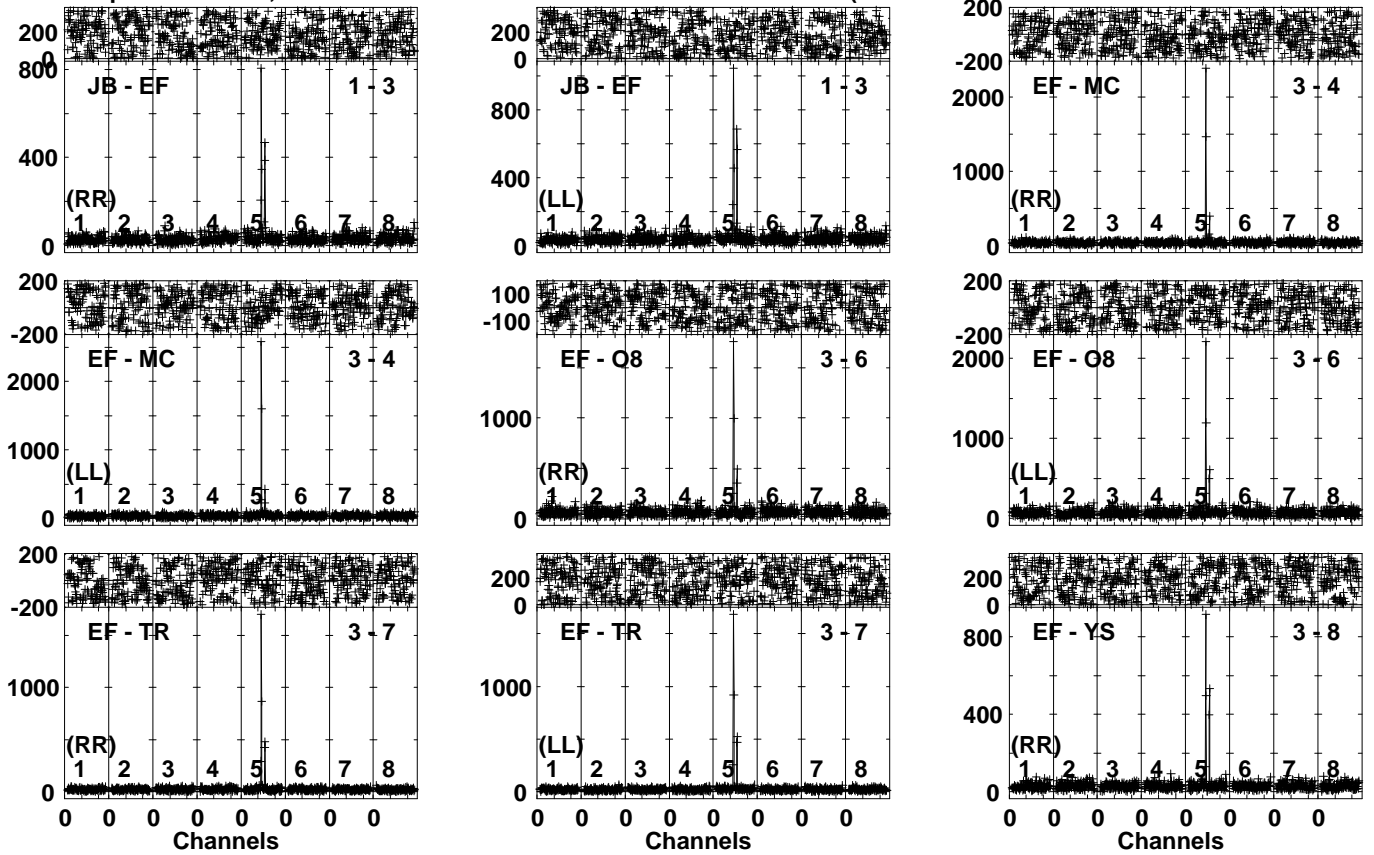 200
0
800
JB - EF 1 - 3
400
(RR)
1 2 3 4 5 6 7 8
0
200
0
JB - EF 1 - 3
800
400
(LL)
1 2 3 4 5 6 7 8
0
200
-200
EF - MC 3 - 4
2000
1000
(RR)
1 2 3 4 5 6 7 8
0
200
-200
EF - MC 3 - 4
2000
1000
(LL)
1 2 3 4 5 6 7 8
0
100
-100
EF - O8 3 - 6
1000
(RR)
1 2 3 4 5 6 7 8
0
200
-200
EF - O8 3 - 6
2000
1000
(LL)
1 2 3 4 5 6 7 8
0
200
-200
EF - TR 3 - 7
1000
(RR)
1 2 3 4 5 6 7 8
0
0 0 0 0 0 0 0 0
Channels
200
0
EF - TR 3 - 7
1000
(LL)
1 2 3 4 5 6 7 8
0
0 0 0 0 0 0 0 0
Channels
200
0
EF - YS 3 - 8
800
400
(RR)
1 2 3 4 5 6 7 8
0
0 0 0 0 0 0 0 0
Channels